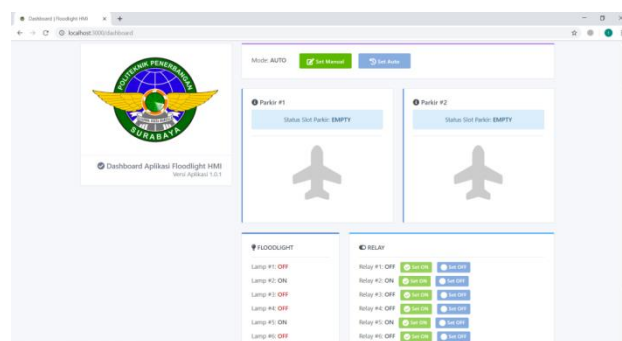 Dashboard | Floodlight HMI
localhost:3000/dashboard
POLITEKNIK PENERBANGAN
SURABAYA
Dashboard Aplikasi Floodlight HMI
Versi Aplikasi 1.0.1
Mode: AUTO
Set Manual
Set Auto
Parkir #1
Status Slot Parkir: EMPTY
Parkir #2
Status Slot Parkir: EMPTY
FLOODLIGHT
Lamp #1: OFF
Lamp #2: ON
Lamp #3: OFF
Lamp #4: OFF
Lamp #5: ON
Lamp #6: OFF
RELAY
Relay #1: OFF Set ON Set OFF
Relay #2: ON Set ON Set OFF
Relay #3: OFF Set ON Set OFF
Relay #4: OFF Set ON Set OFF
Relay #5: ON Set ON Set OFF
Relay #6: OFF Set ON Set OFF